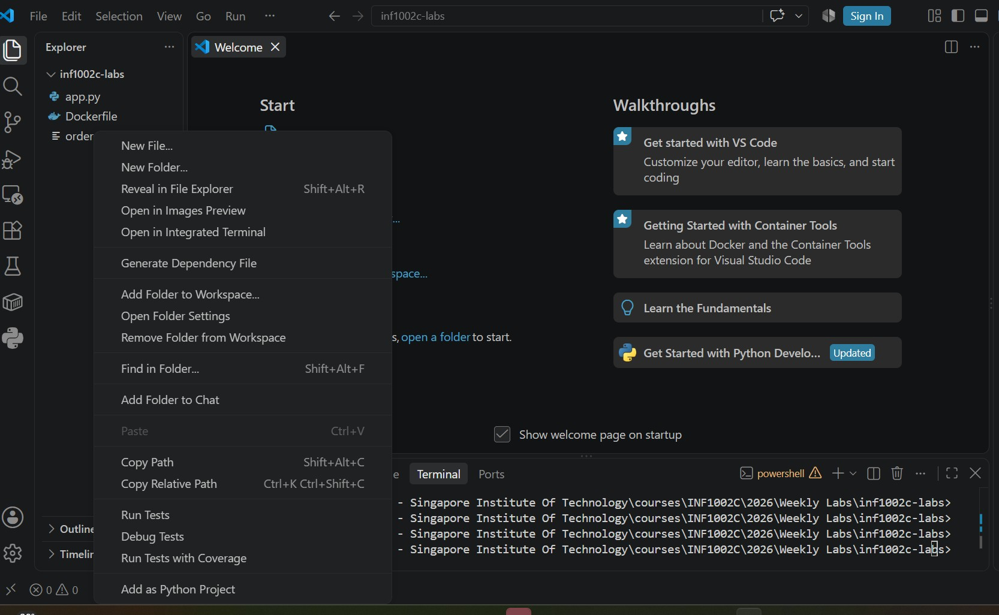 File Edit Selection View Go Run ... inf1002c-labs Sign In
Explorer ...
Welcome
inf1002c-labs
app.py
Dockerfile
order
Start
Walkthroughs
Get started with VS Code
Customize your editor, learn the basics, and start
coding
Getting Started with Container Tools
Learn about Docker and the Container Tools
extension for Visual Studio Code
Learn the Fundamentals
Get Started with Python Develo... Updated
...
space...
s, open a folder to start.
Show welcome page on startup
New File...
New Folder...
Reveal in File Explorer Shift+Alt+R
Open in Images Preview
Open in Integrated Terminal
Generate Dependency File
Add Folder to Workspace...
Open Folder Settings
Remove Folder from Workspace
Find in Folder... Shift+Alt+F
Add Folder to Chat
Paste Ctrl+V
Copy Path Shift+Alt+C
Copy Relative Path Ctrl+K Ctrl+Shift+C
Run Tests
Debug Tests
Run Tests with Coverage
Add as Python Project
e Terminal Ports powershell
- Singapore Institute Of Technology\courses\INF1002C\2026\Weekly Labs\inf1002c-labs>
- Singapore Institute Of Technology\courses\INF1002C\2026\Weekly Labs\inf1002c-labs>
- Singapore Institute Of Technology\courses\INF1002C\2026\Weekly Labs\inf1002c-labs>
- Singapore Institute Of Technology\courses\INF1002C\2026\Weekly Labs\inf1002c-labs>
Outline
Timelin
0 0